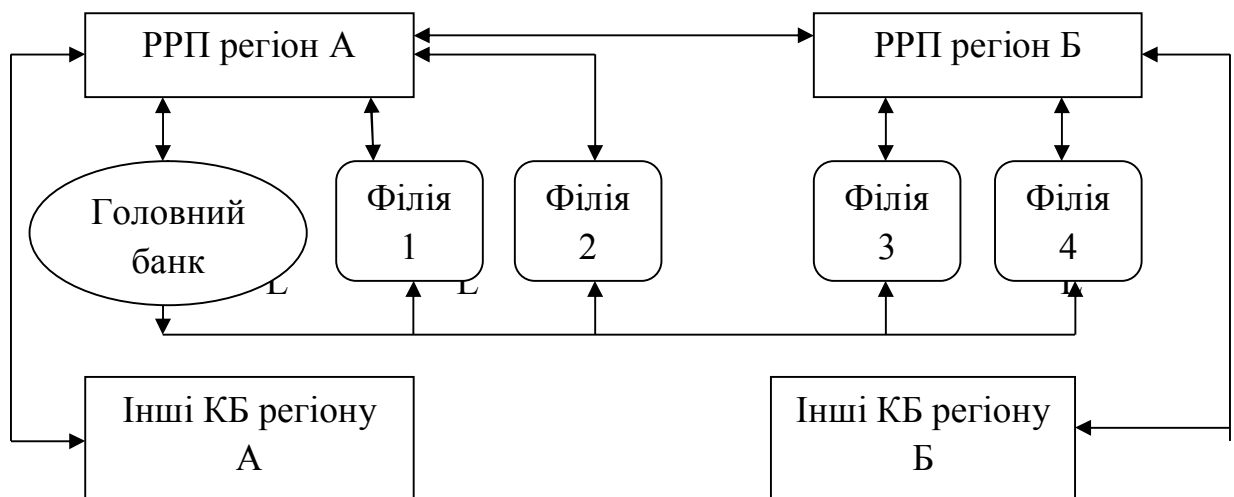 РРП регіон А
РРП регіон Б
Головний
банк
Філія
1
Філія
2
Філія
3
Філія
4
Інші КБ регіону
А
Інші КБ регіону
Б